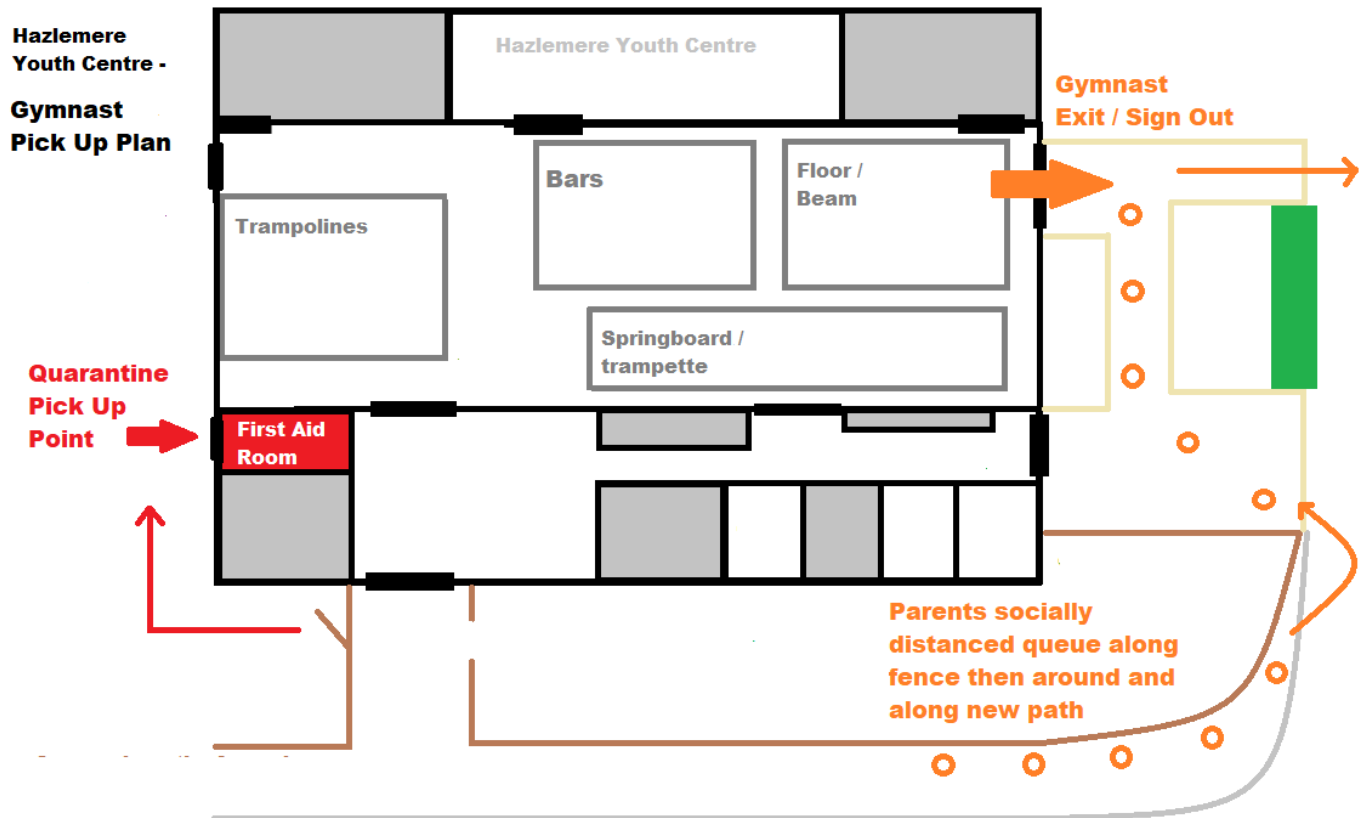 Hazlemere
Youth Centre -
Gymnast
Pick Up Plan
Hazlemere Youth Centre
Gymnast
Exit / Sign Out
Bars
Floor /
Beam
Trampolines
Springboard /
trampette
Quarantine
Pick Up
Point
First Aid
Room
Parents socially
distanced queue along
fence then around and
along new path